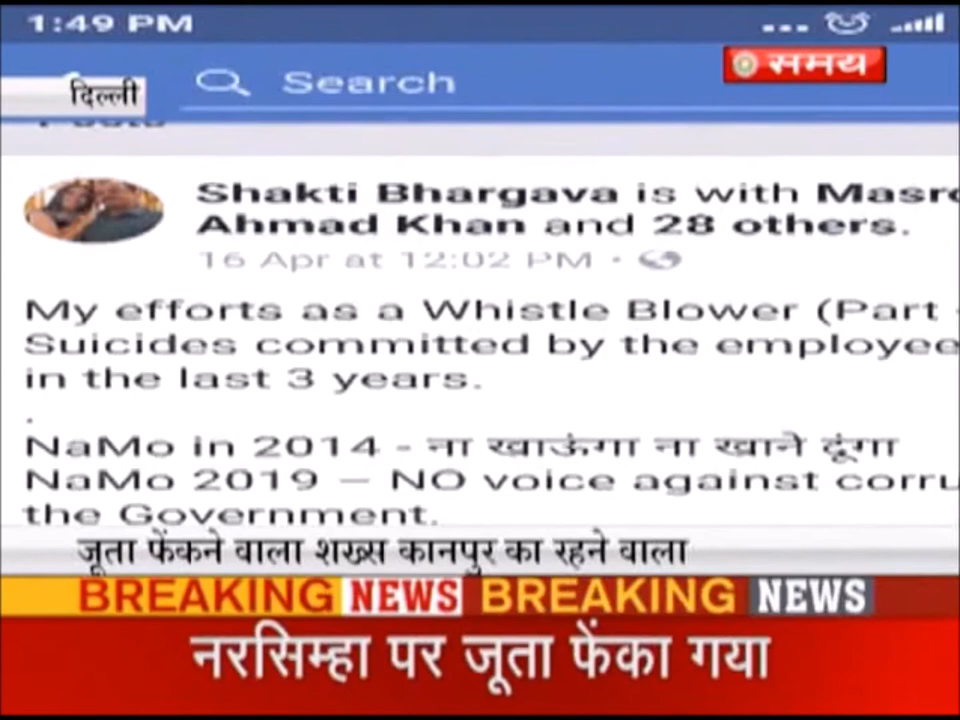 1:49 PM
Search
समय
दिल्ली
Shakti Bhargava is with
Ahmad Khan and 28 others.
16 Apr at 12:02 PM ·
My efforts as a Whistle Blower (Part
Suicides committed by the
in the last 3 years.
.
NaMo in 2014 - ना खाऊंगा ना खाने दूंगा
NaMo 2019 – NO voice against
the Government.
जूता फेंकने वाला शख्स कानपुर का रहने वाला
BREAKING NEWS BREAKING NEWS
नरसिम्हा पर जूता फेंका गया